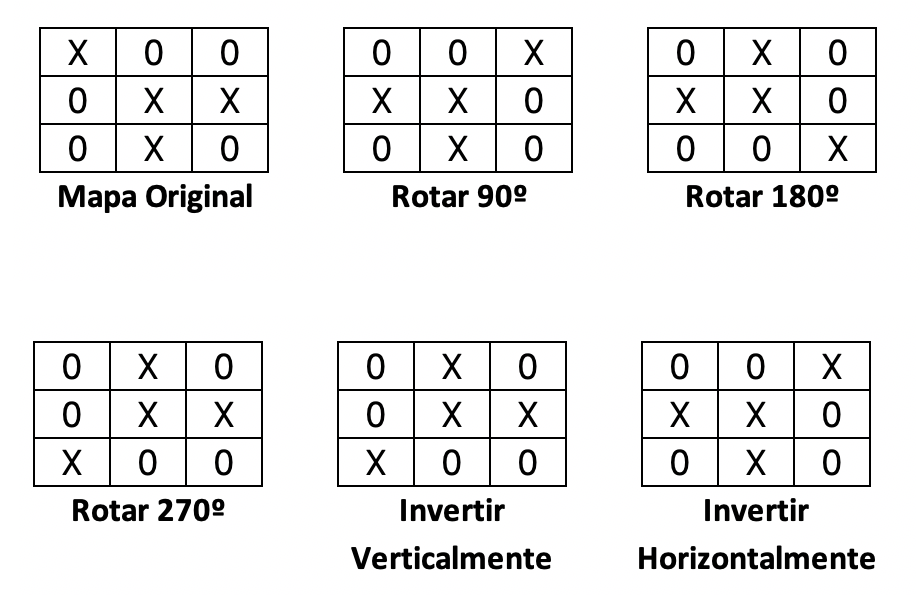 X 0 0 0 0 X 0 X 0
0 X X X X 0 X X 0
0 X 0 0 X 0 0 0 X
Mapa Original Rotar 90º Rotar 180º
0 X 0 0 X 0 0 0 X
0 X X 0 X X X X 0
X 0 0 X 0 0 0 X 0
Rotar 270º Invertir Invertir
Verticalmente Horizontalmente